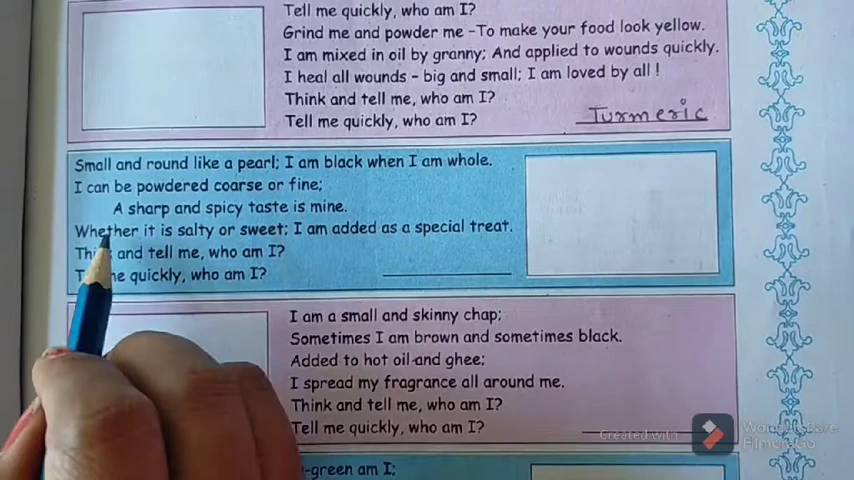 Tell me quickly, who am I?
Grind me and powder me -To make your food look yellow.
I am mixed in oil by granny; And applied to wounds quickly.
I heal all wounds - big and small; I am loved by all !
Think and tell me, who am I?
Tell me quickly, who am I?
Turmeric
Small and round like a pearl; I am black when I am whole.
I can be powdered coarse or fine;
A sharp and spicy taste is mine.
Whether it is salty or sweet; I am added as a special treat.
Think and tell me, who am I?
me quickly, who am I?
I am a small and skinny chap;
Sometimes I am brown and sometimes black.
Added to hot oil and ghee;
I spread my fragrance all around me.
Think and tell me, who am I?
Tell me quickly, who am I?
Created with
Wondershare
FilmoraGo
-green am I;